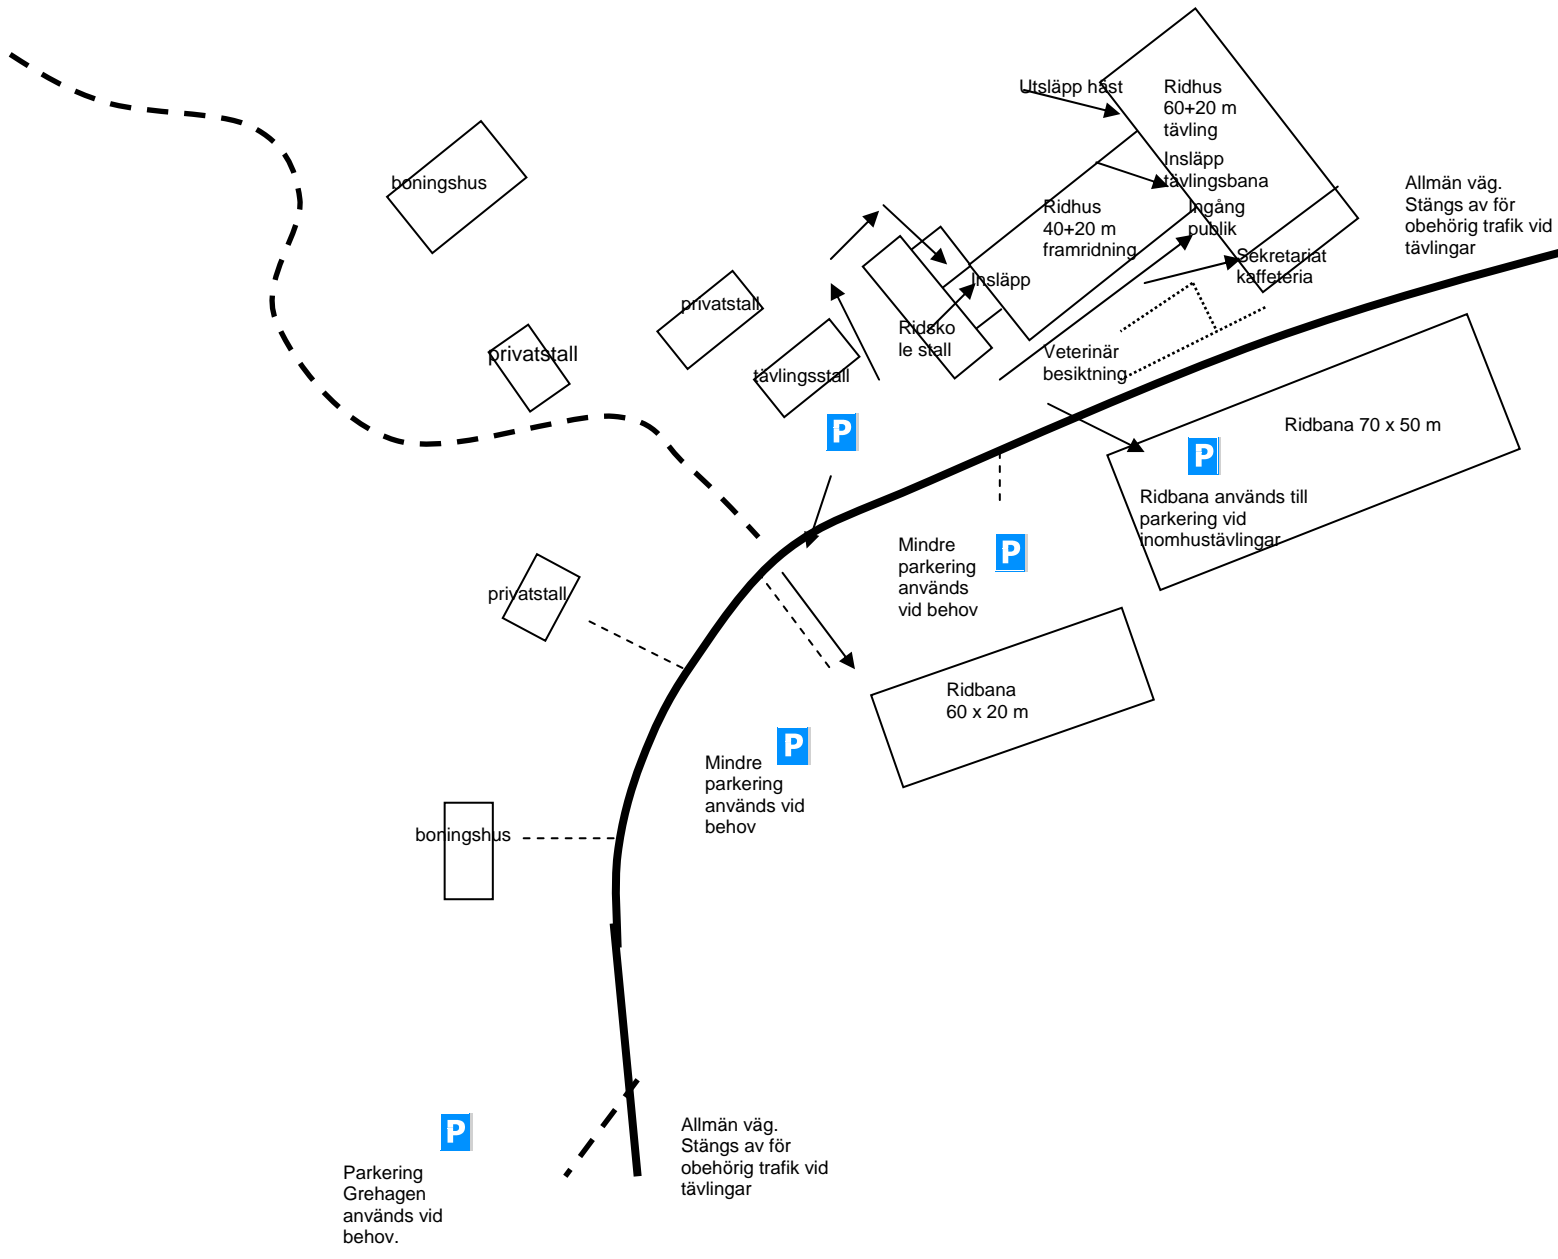 Utsläpp häst
Ridhus
60+20 m
tävling
Insläpp
tävlingsbana
Ingång
publik
Allmän väg.
Stängs av för
obehörig trafik vid
tävlingar
boningshus
Ridhus
40+20 m
framridning
Sekretariat
kaffeteria
Insläpp
privatstall
privatstall
tävlingsstall
Ridsko
le stall
Veterinär
besiktning
P
P
Ridbana 70 x 50 m
Ridbana används till
parkering vid
inomhustävlingar
Mindre
parkering
används
vid behov
P
privatstall
Ridbana
60 x 20 m
P
Mindre
parkering
används vid
behov
boningshus
P
Parkering
Grehagen
används vid
behov.
Allmän väg.
Stängs av för
obehörig trafik vid
tävlingar